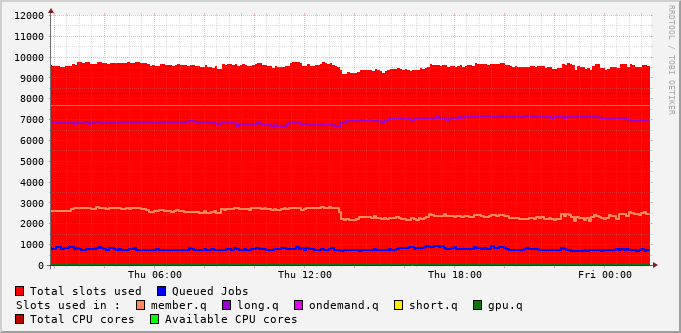 12000
11000
10000
9000
8000
7000
6000
5000
4000
3000
2000
1000
0
Thu 06:00 Thu 12:00 Thu 18:00 Fri 00:00
RRDTOOL / TOBI OETIKER
Total slots used Queued Jobs
Slots used in : member.q long.q ondemand.q short.q gpu.q
Total CPU cores Available CPU cores